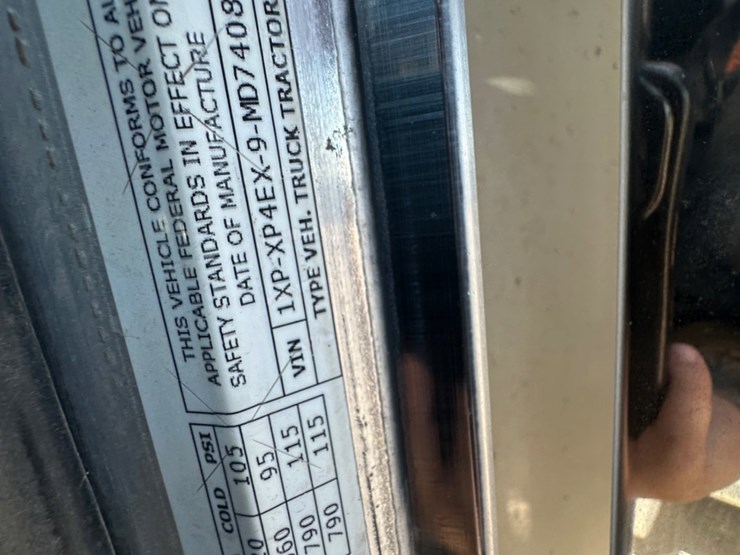 COLD PSI
105
95
60 115
790 115
790
THIS VEHICLE CONFORMS TO
APPLICABLE FEDERAL MOTOR VEH
SAFETY STANDARDS IN EFFECT ON
DATE OF MANUFACTURE
VIN 1XP-XP4EX-9-MD7408
TYPE VEH. TRUCK TRACTOR